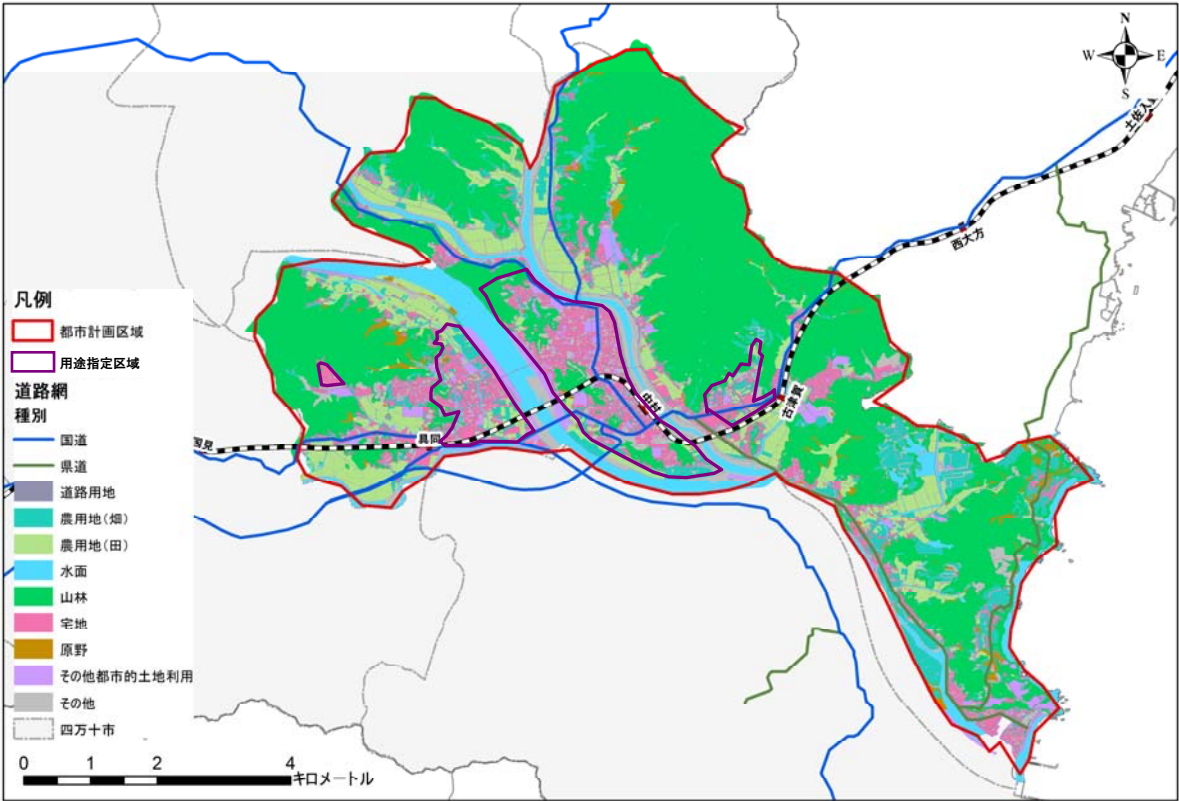 N
W E
S
土佐入
西大方
古津賀
中村
具同
国見
凡例
都市計画区域
用途指定区域
道路網
種別
国道
県道
道路用地
農用地(畑)
農用地(田)
水面
山林
宅地
原野
その他都市的土地利用
その他
四万十市
0 1 2 4
キロメートル